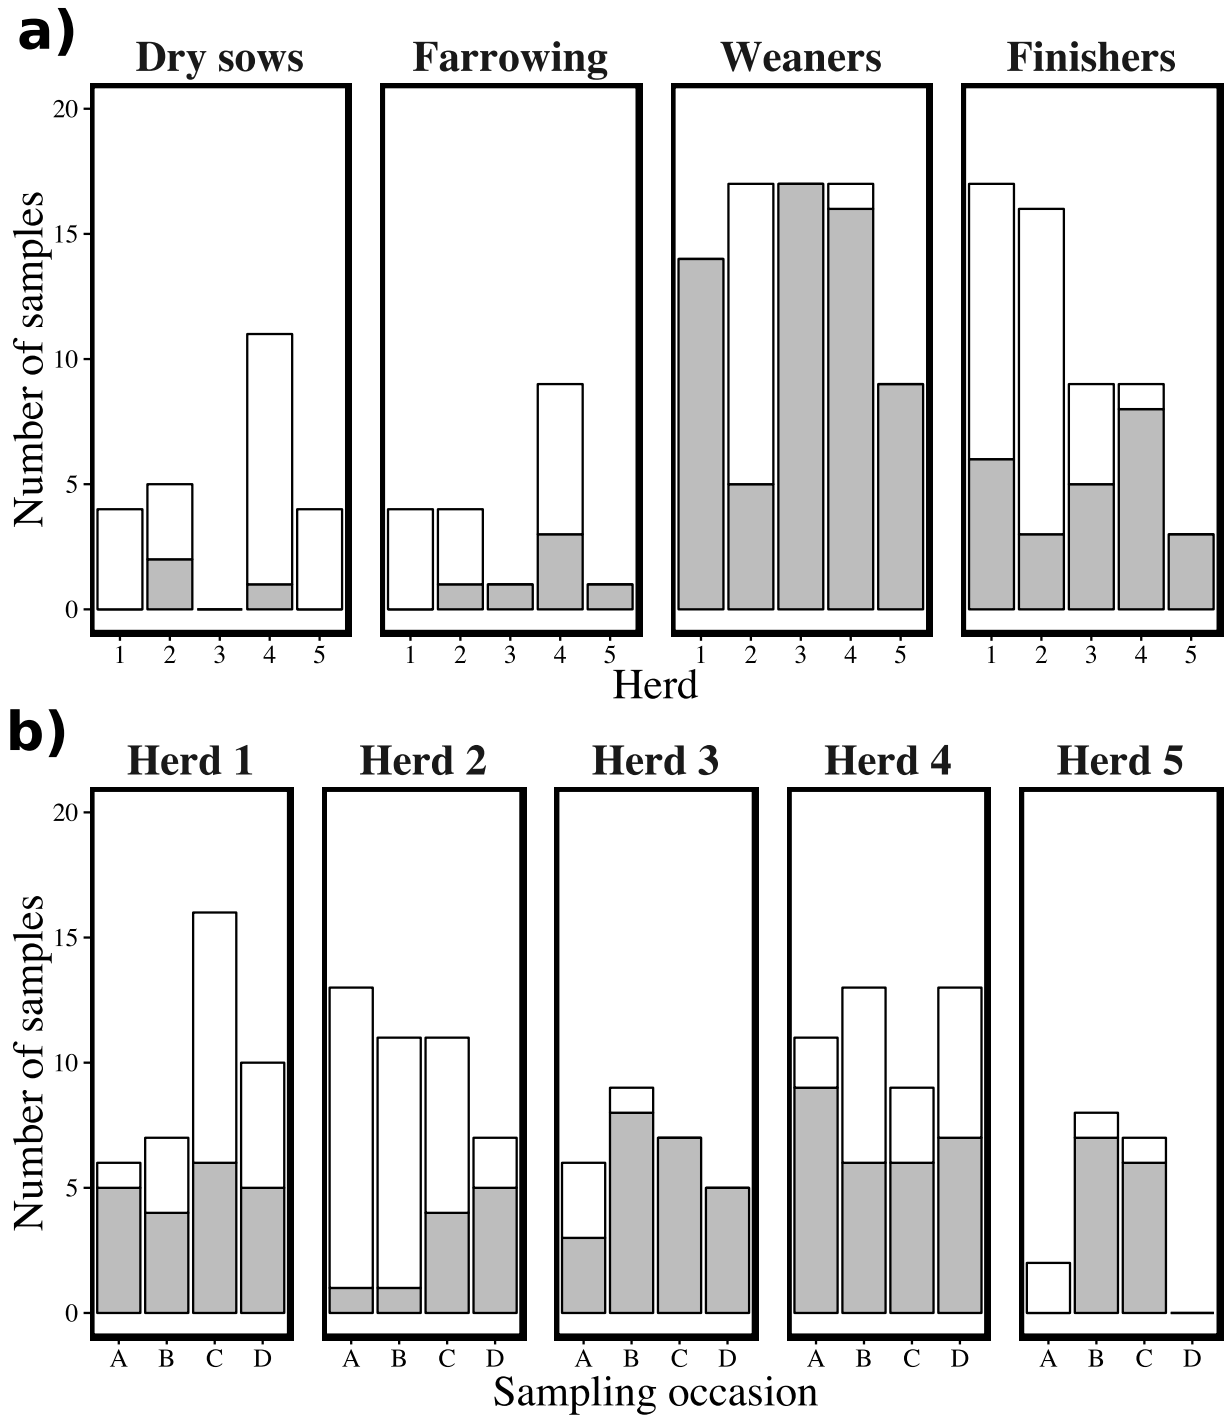 a)
Dry sows Farrowing Weaners Finishers
20
15
10
5
0
Number of samples
1 2 3 4 5 1 2 3 4 5 1 2 3 4 5 1 2 3 4 5
Herd
b)
Herd 1 Herd 2 Herd 3 Herd 4 Herd 5
20
15
10
5
0
Number of samples
A B C D A B C D A B C D A B C D A B C D
Sampling occasion